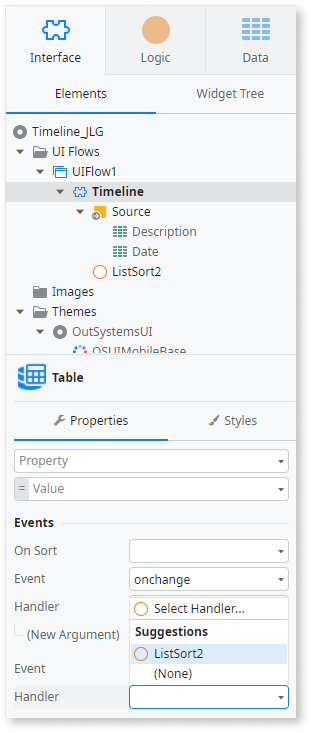 Interface
Logic
Data
Elements
Widget Tree
Timeline_JLG
UI Flows
UIFlow1
Timeline
Source
Description
Date
ListSort2
Images
Themes
OutSystemsUI
OSUIMobileBase
Table
Properties
Styles
Property
= Value
Events
On Sort
Event onchange
Handler
Select Handler...
Suggestions
(New Argument)
ListSort2
Event
(None)
Handler